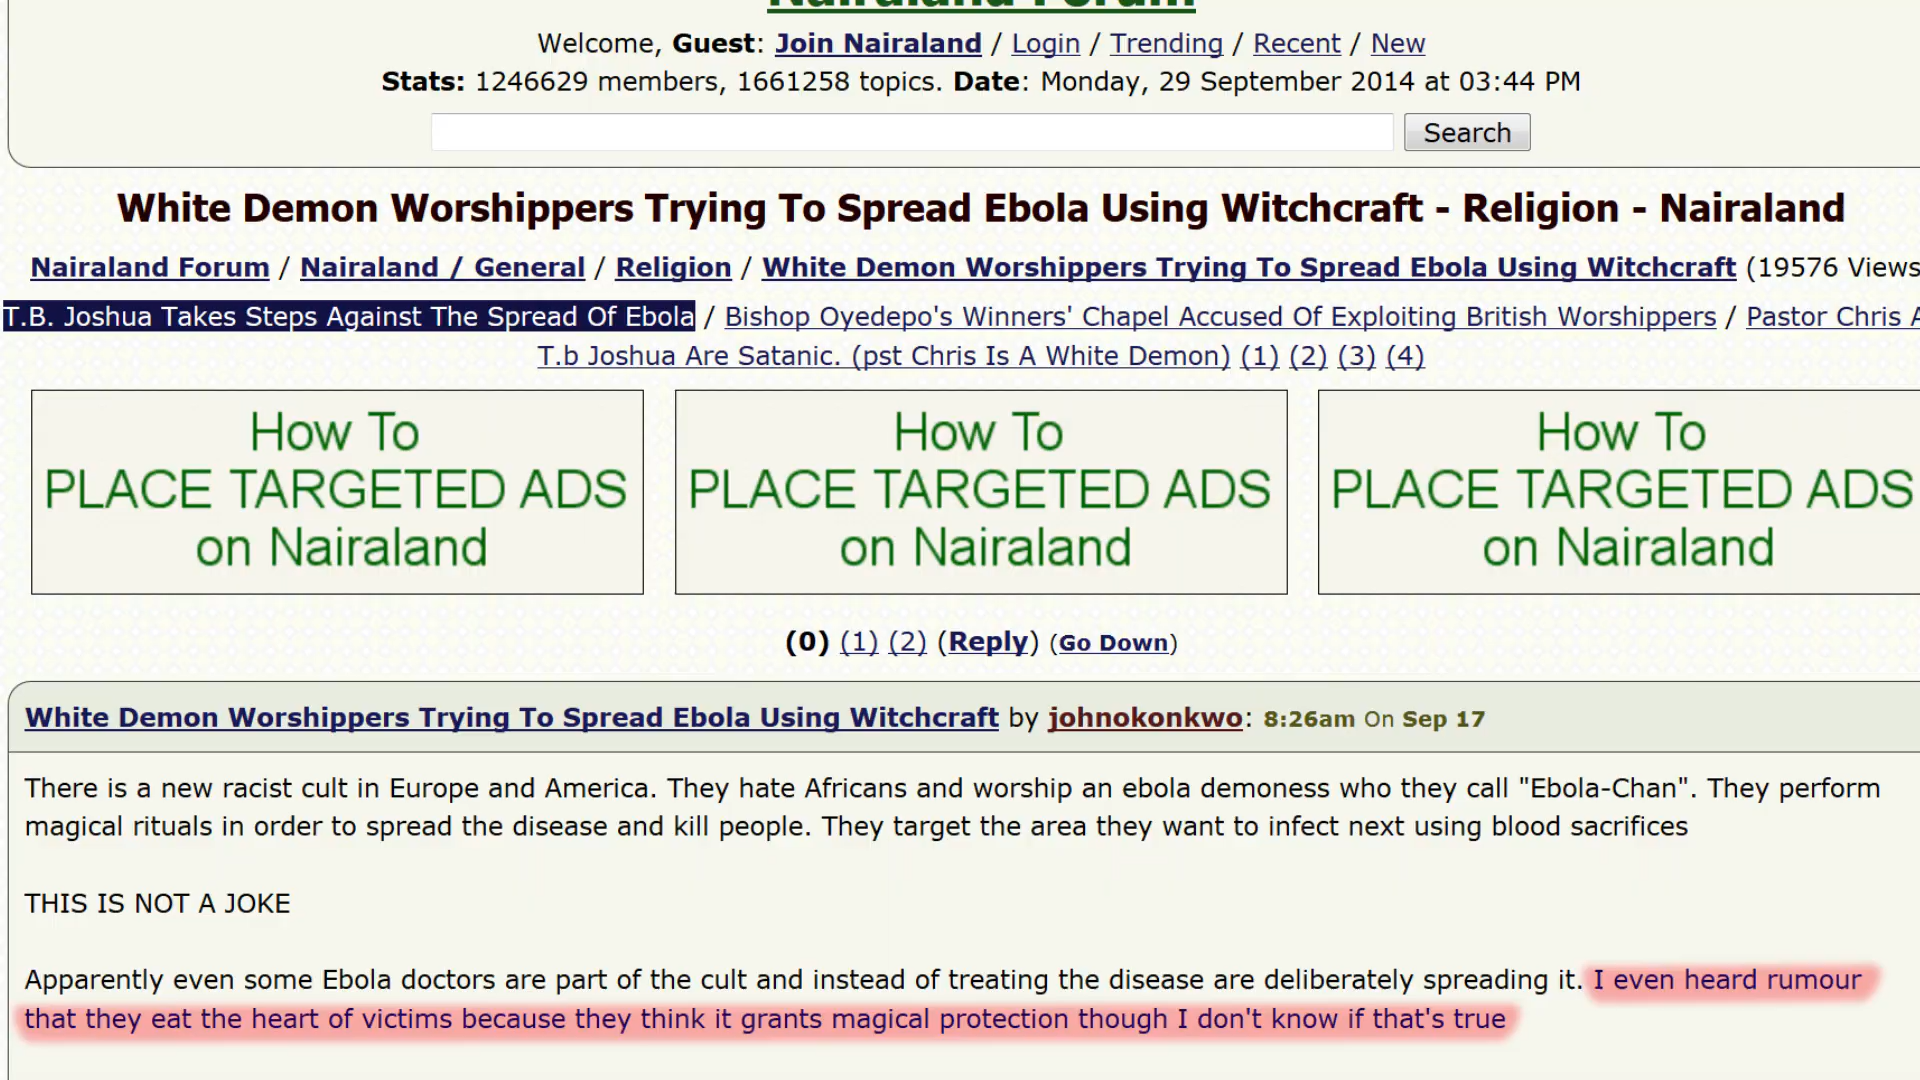 Nairaland Forum
Welcome, Guest: Join Nairaland / Login / Trending / Recent / New
Stats: 1246629 members, 1661258 topics. Date: Monday, 29 September 2014 at 03:44 PM
Search
White Demon Worshippers Trying To Spread Ebola Using Witchcraft - Religion - Nairaland
Nairaland Forum / Nairaland / General / Religion / White Demon Worshippers Trying To Spread Ebola Using Witchcraft (19576 Views
T.B. Joshua Takes Steps Against The Spread Of Ebola / Bishop Oyedepo's Winners' Chapel Accused Of Exploiting British Worshippers / Pastor Chris
T.b Joshua Are Satanic. (pst Chris Is A White Demon) (1) (2) (3) (4)
How To How To How To
PLACE TARGETED ADS PLACE TARGETED ADS PLACE TARGETED ADS
on Nairaland on Nairaland on Nairaland
(0) (1) (2) (Reply) (Go Down)
White Demon Worshippers Trying To Spread Ebola Using Witchcraft by johnokonkwo: 8:26am On Sep 17
There is a new racist cult in Europe and America. They hate Africans and worship an ebola demoness who they call "Ebola-Chan". They perform
magical rituals in order to spread the disease and kill people. They target the area they want to infect next using blood sacrifices
THIS IS NOT A JOKE
Apparently even some Ebola doctors are part of the cult and instead of treating the disease are deliberately spreading it. I even heard rumour
that they eat the heart of victims because they think it grants magical protection though I don't know if that's true